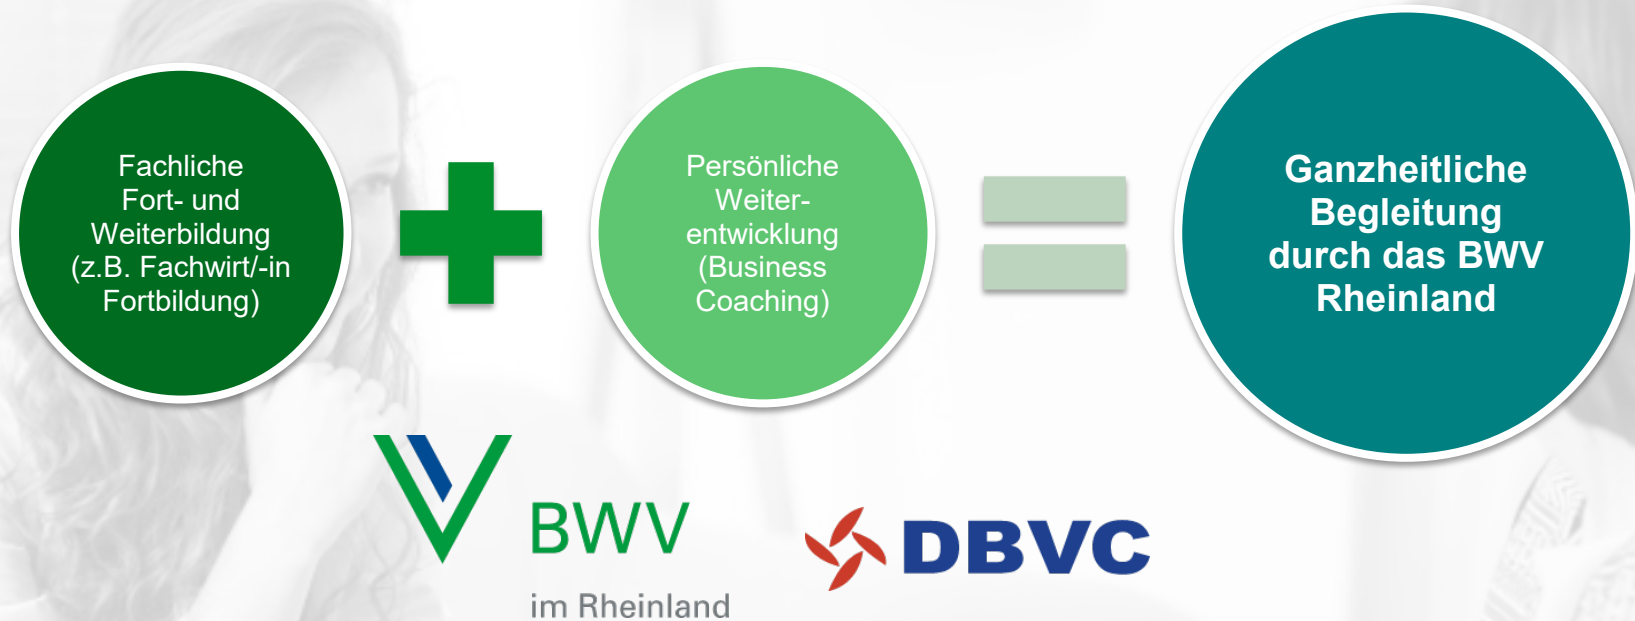 Fachliche
Fort- und
Weiterbildung
(z.B. Fachwirt/-in
Fortbildung)
Persönliche
Weiter-
entwicklung
(Business
Coaching)
Ganzheitliche
Begleitung
durch das BWV
Rheinland
BWV
im Rheinland
DBVC